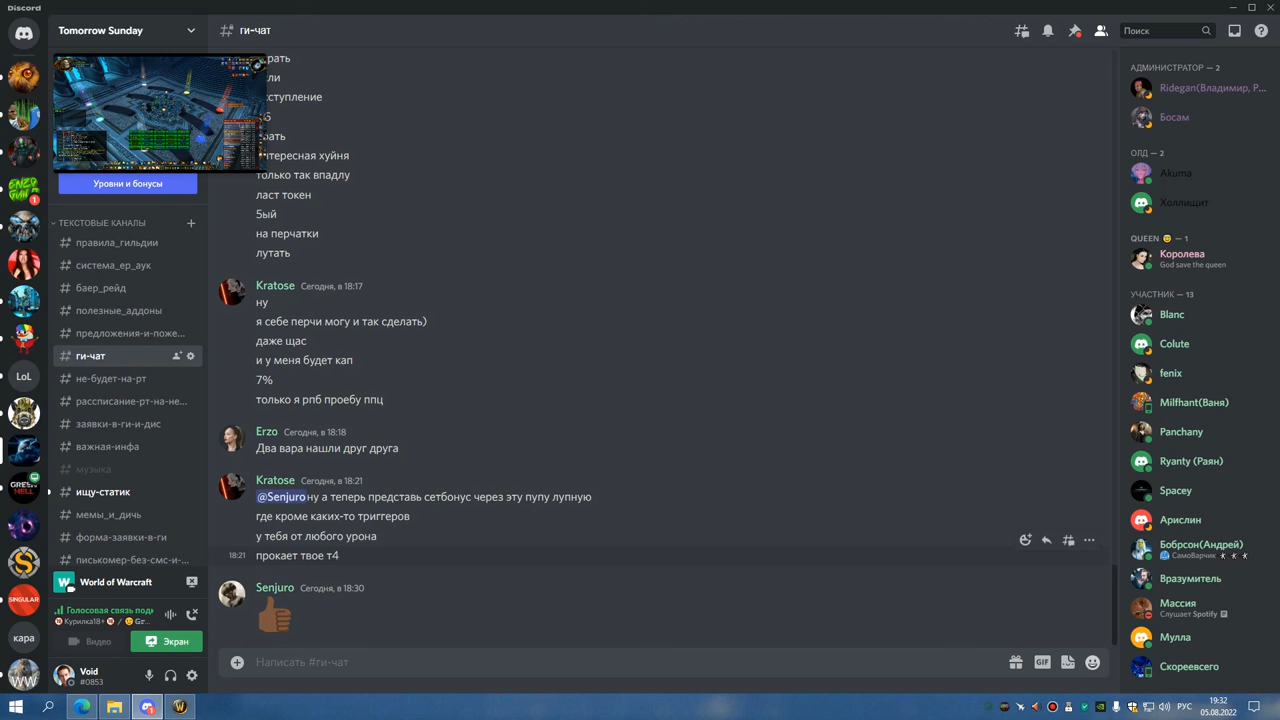 Discord
Tomorrow Sunday
ги-чат
Поиск
Уровни и бонусы
ТЕКСТОВЫЕ КАНАЛЫ
правила_гильдии
система_ер_аук
баер_рейд
полезные_аддоны
предложения-и-поже...
ги-чат
не-будет-на-рт
рассписание-рт-на-не...
заявки-в-ги-и-дис
важная-инфа
музыка
ищу-статик
мемы_и_дичь
форма-заявки-в-ги
письκомер-без-смс-и-...
World of Warcraft
Голосовая связь подк
Курилка18+
Видео
Экран
Void
#0853
LoL
GREEN HELL
SINGULAR
кара
WW
только так впадлу
ласт токен
5ый
на перчатки
лутать
Kratose Сегодня, в 18:17
ну
я себе перчи могу и так сделать)
даже щас
и у меня будет кап
7%
только я рпб проебу ппц
Erzo Сегодня, в 18:18
Два вара нашли друг друга
Kratose Сегодня, в 18:21
@Senjuro ну а теперь представь сетбонус через эту пупу лупную
где кроме каких-то триггеров
у тебя от любого урона
18:21 прокает твое т4
Senjuro Сегодня, в 18:30
Написать #ги-чат
GIF
АДМИНИСТРАТОР — 2
Ridegan(Владимир, Р...
Босам
ОЛД — 2
Akuma
Холлищит
QUEEN — 1
Королева
God save the queen
УЧАСТНИК — 13
Blanc
Colute
fenix
Milfhant(Ваня)
Panchany
Ryanty (Раян)
Spacey
Арислин
Бобрсон(Андрей)
СамоВарчик
Вразумитель
Массия
Слушает Spotify
Мулла
Скореевсего
РУС
19:32
05.08.2022